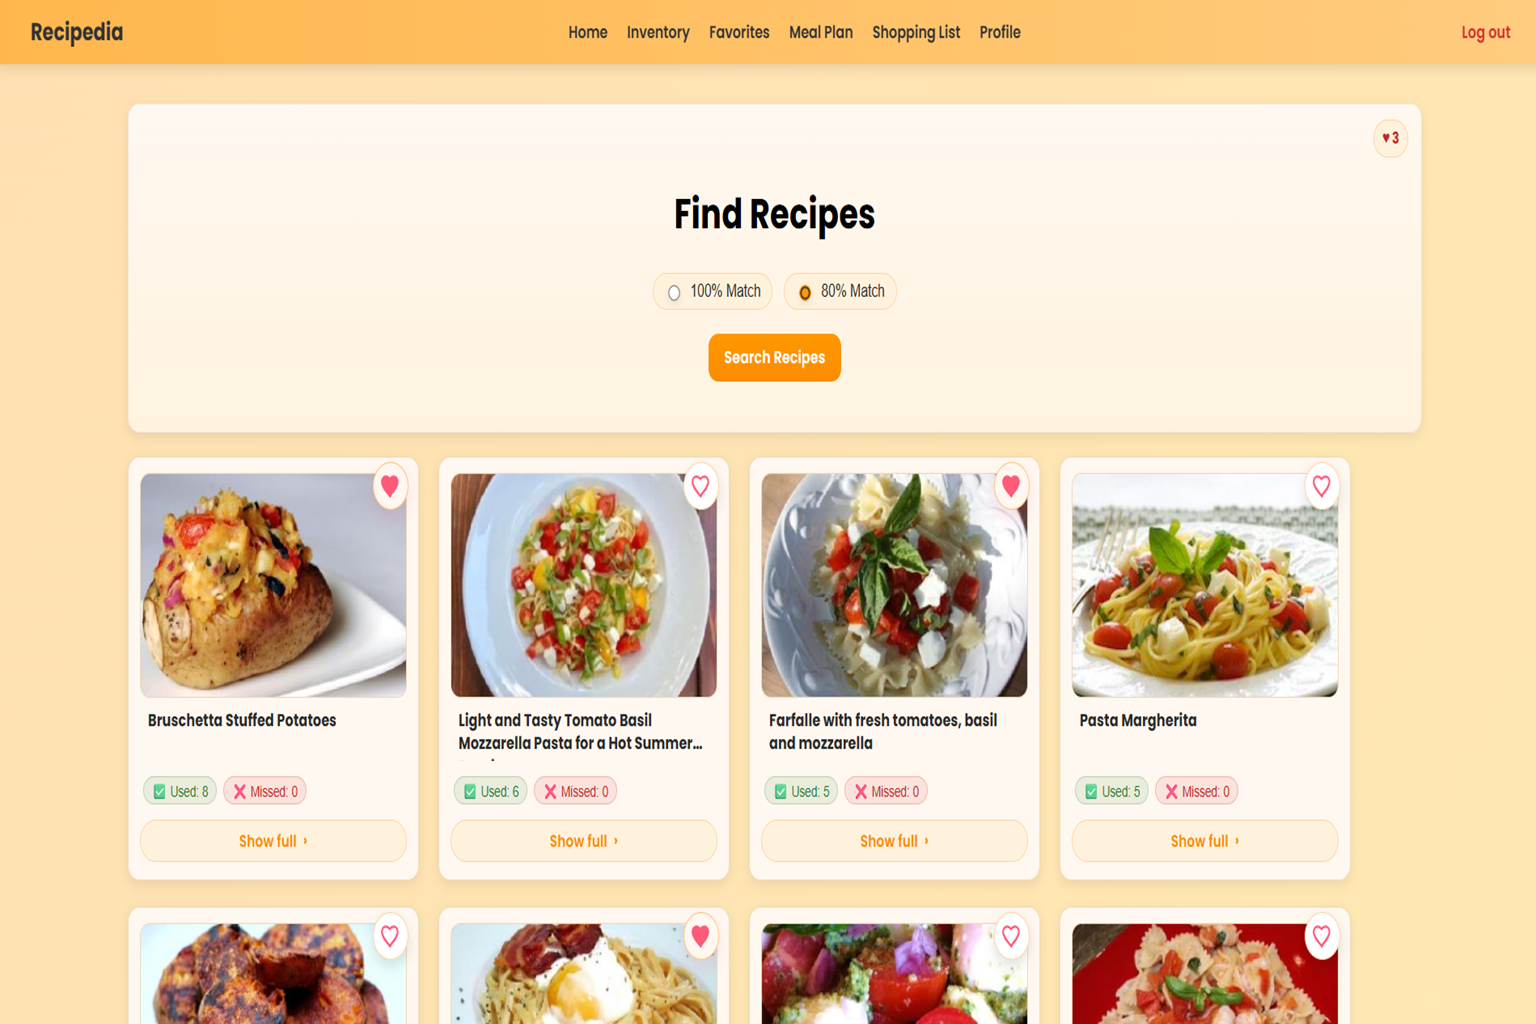 Recipedia
Home Inventory Favorites Meal Plan Shopping List Profile
Log out
♥ 3
Find Recipes
100% Match 80% Match
Search Recipes
Bruschetta Stuffed Potatoes
✅ Used: 8 ❌ Missed: 0
Show full ›
Light and Tasty Tomato Basil
Mozzarella Pasta for a Hot Summer...
✅ Used: 6 ❌ Missed: 0
Show full ›
Farfalle with fresh tomatoes, basil
and mozzarella
✅ Used: 5 ❌ Missed: 0
Show full ›
Pasta Margherita
✅ Used: 5 ❌ Missed: 0
Show full ›